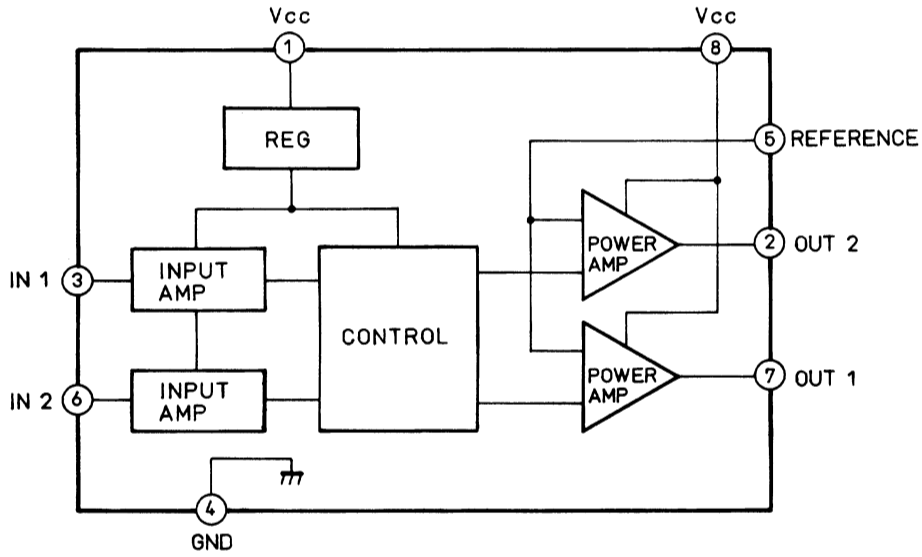 Vcc
Vcc
1
8
REG
5 REFERENCE
POWER
AMP
2 OUT 2
IN 1 3
INPUT
AMP
CONTROL
POWER
AMP
7 OUT 1
IN 2 6
INPUT
AMP
4
GND